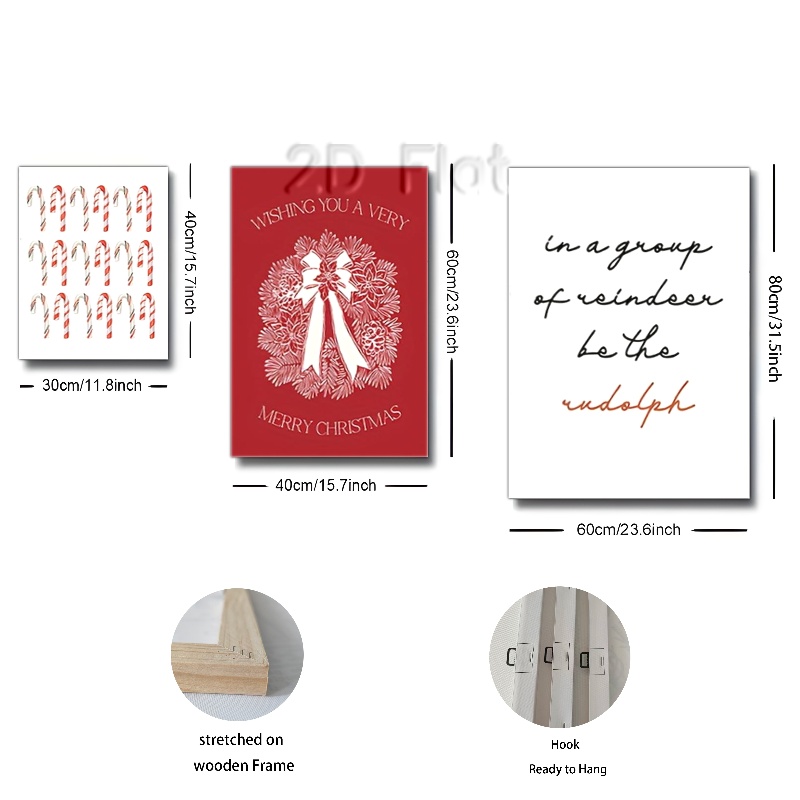 2D Flat
WISHING YOU A VERY
MERRY CHRISTMAS
in a group
of reindeer
be the
rudolph
40cm/15.7inch
30cm/11.8inch
60cm/23.6inch
40cm/15.7inch
80cm/31.5inch
60cm/23.6inch
stretched on
wooden Frame
Hook
Ready to Hang